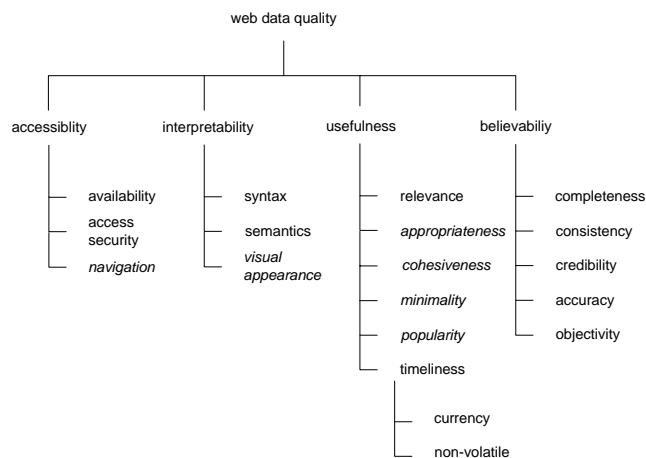 web data quality
accessiblity
interpretability
usefulness
believabiliy
availability
access
security
navigation
syntax
semantics
visual
appearance
relevance
appropriateness
cohesiveness
minimality
popularity
timeliness
currency
non-volatile
completeness
consistency
credibility
accuracy
objectivity